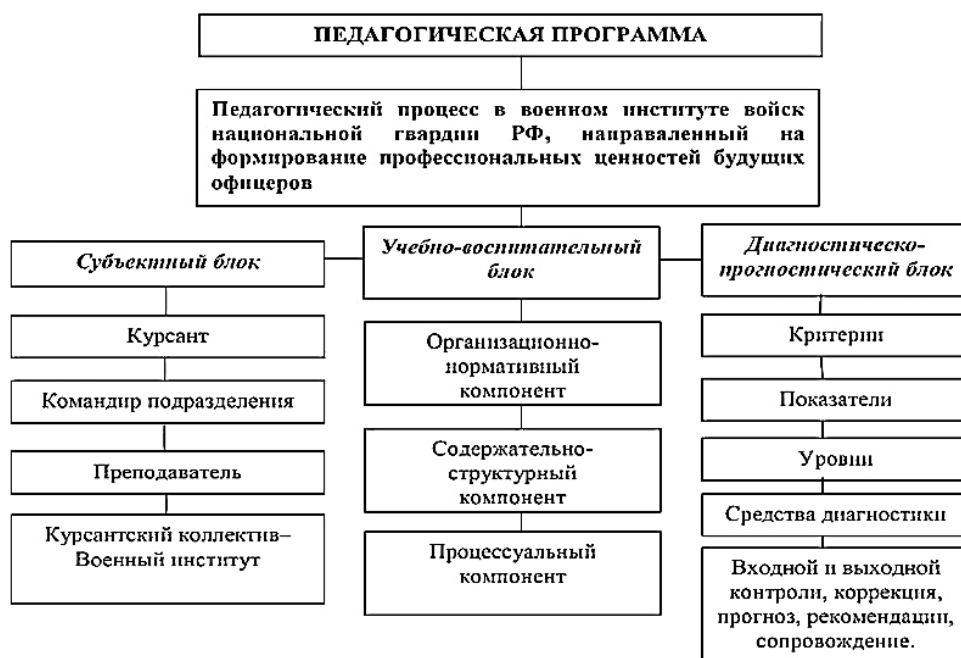 ПЕДАГОГИЧЕСКАЯ ПРОГРАММА
Педагогический процесс в военном институте войск
национальной гвардии РФ, направаленный на
формирование профессиональных ценностей будущих
офицеров
Субъектный блок
Курсант
Командир подразделения
Преподаватель
Курсантский коллектив–
Военный институт
Учебно-воспитательный
блок
Организационно-
нормативный
компонент
Содержательно-
структурный
компонент
Процессуальный
компонент
Диагностическо-
прогностический блок
Критерии
Показатели
Уровни
Средства диагностики
Входной и выходной
контроли, коррекция,
прогноз, рекомендации,
сопровождение.